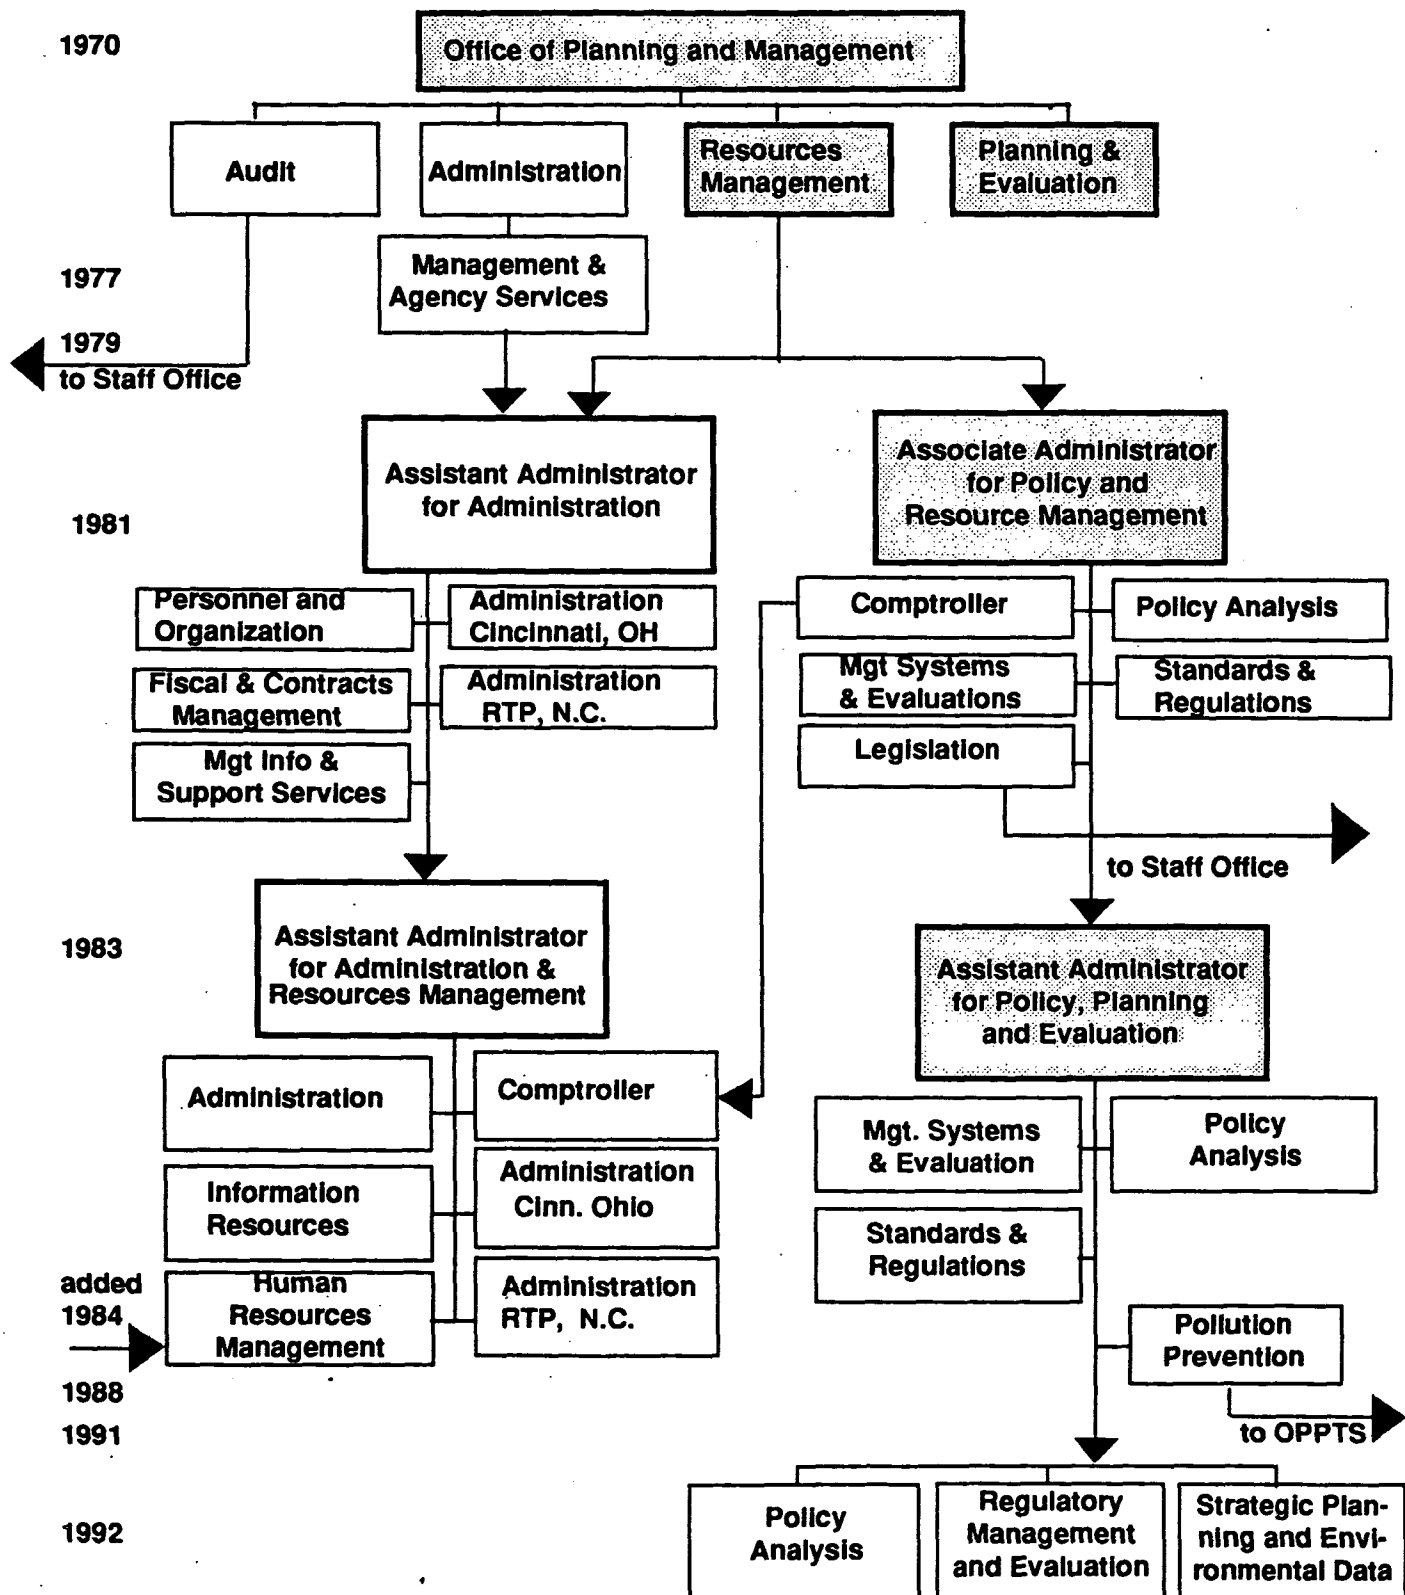 1970
Office of Planning and Management
Audit
Administration
Resources
Management
Planning &
Evaluation
1977
Management &
Agency Services
1979
to Staff Office
1981
Assistant Administrator
for Administration
Associate Administrator
for Policy and
Resource Management
Personnel and
Organization
Administration
Cincinnati, OH
Fiscal & Contracts
Management
Administration
RTP, N.C.
Mgt Info &
Support Services
Comptroller
Policy Analysis
Mgt Systems
& Evaluations
Standards &
Regulations
Legislation
to Staff Office
1983
Assistant Administrator
for Administration &
Resources Management
Assistant Administrator
for Policy, Planning
and Evaluation
Administration
Comptroller
Information
Resources
Administration
Cinn. Ohio
added
1984
Human
Resources
Management
Administration
RTP, N.C.
Mgt. Systems
& Evaluation
Policy
Analysis
Standards &
Regulations
1988
Pollution
Prevention
1991
to OPPTS
1992
Policy
Analysis
Regulatory
Management
and Evaluation
Strategic Plan-
ning and Envi-
ronmental Data